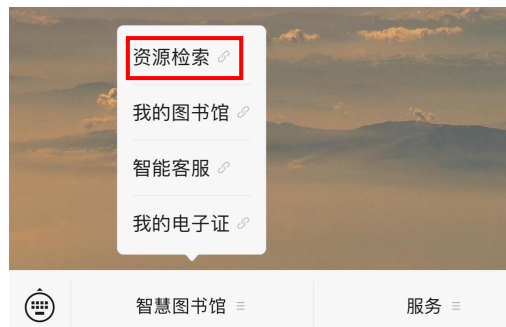 资源检索
我的图书馆
智能客服
我的电子证
智慧图书馆
服务